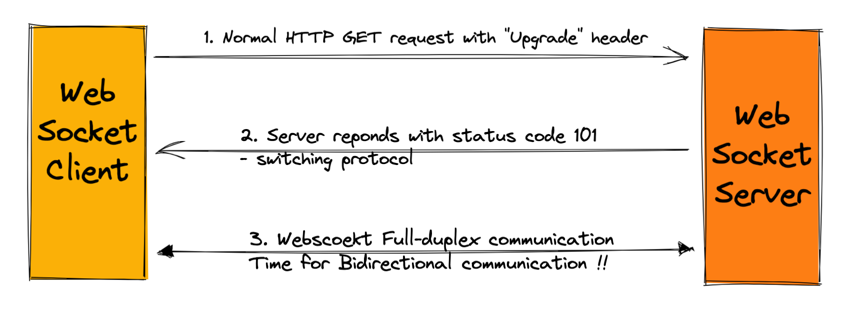 1. Normal HTTP GET request with "Upgrade" header
Web
Socket
Client
2. Server reponds with status code 101
- switching protocol
Web
Socket
Server
3. Webscoekt Full-duplex communication
Time for Bidirectional communication !!